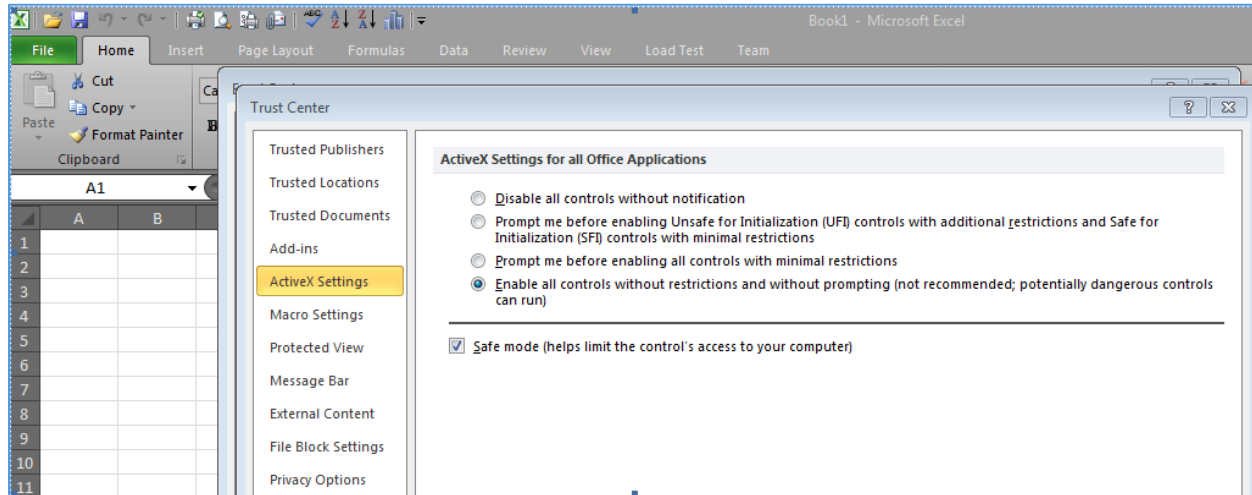 Book1 - Microsoft Excel
File Home Insert Page Layout Formulas Data Review View Load Test Team
Cut
Copy
Paste
Format Painter
Clipboard
Ca
B
A1
A B
1
2
3
4
5
6
7
8
9
10
11
Trust Center
Trusted Publishers
Trusted Locations
Trusted Documents
Add-ins
ActiveX Settings
Macro Settings
Protected View
Message Bar
External Content
File Block Settings
Privacy Options
ActiveX Settings for all Office Applications
Disable all controls without notification
Prompt me before enabling Unsafe for Initialization (UFI) controls with additional restrictions and Safe for
Initialization (SFI) controls with minimal restrictions
Prompt me before enabling all controls with minimal restrictions
Enable all controls without restrictions and without prompting (not recommended; potentially dangerous controls
can run)
Safe mode (helps limit the control's access to your computer)